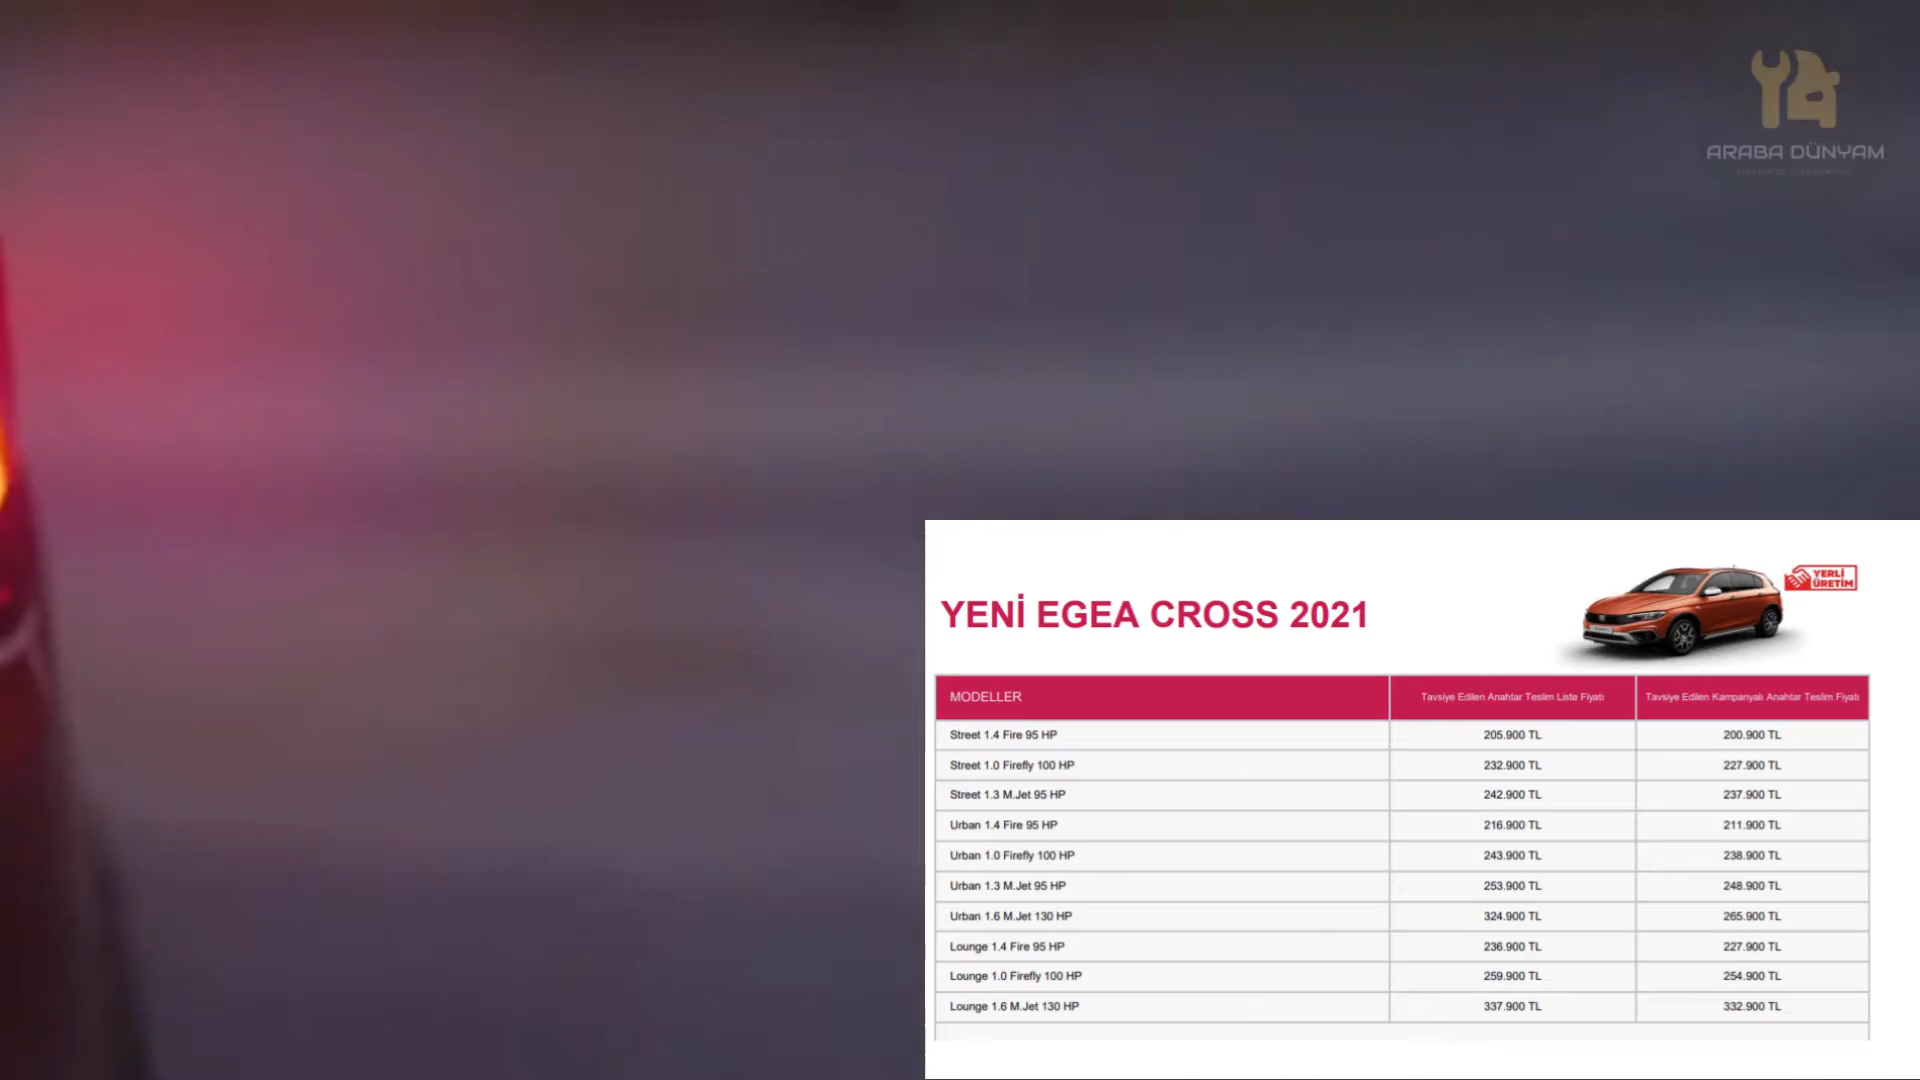 ARABA DÜNYAM
YERLİ
ÜRETİM
YENİ EGEA CROSS 2021
MODELLER Tavsiye Edilen Anahtar Teslim Liste Fiyatı Tavsiye Edilen Kampanyalı Anahtar Teslim Fiyatı
Street 1.4 Fire 95 HP 205.900 TL 200.900 TL
Street 1.0 Firefly 100 HP 232.900 TL 227.900 TL
Street 1.3 M.Jet 95 HP 242.900 TL 237.900 TL
Urban 1.4 Fire 95 HP 216.900 TL 211.900 TL
Urban 1.0 Firefly 100 HP 243.900 TL 238.900 TL
Urban 1.3 M.Jet 95 HP 253.900 TL 248.900 TL
Urban 1.6 M.Jet 130 HP 324.900 TL 265.900 TL
Lounge 1.4 Fire 95 HP 236.900 TL 227.900 TL
Lounge 1.0 Firefly 100 HP 259.900 TL 254.900 TL
Lounge 1.6 M.Jet 130 HP 337.900 TL 332.900 TL